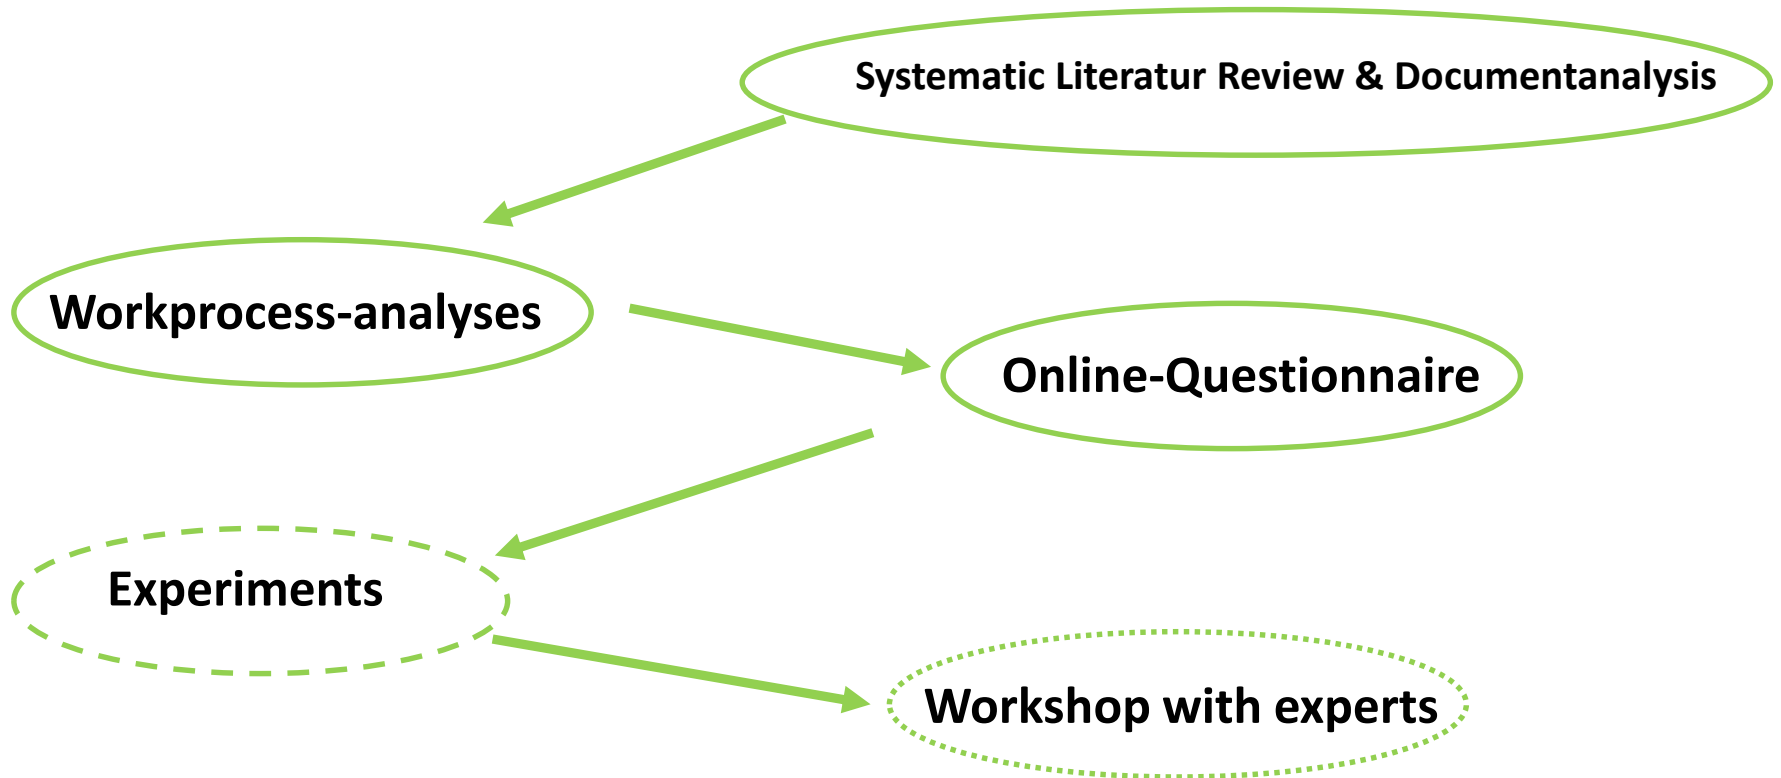 Systematic Literatur Review & Documentanalysis
Workprocess-analyses
Online-Questionnaire
Experiments
Workshop with experts